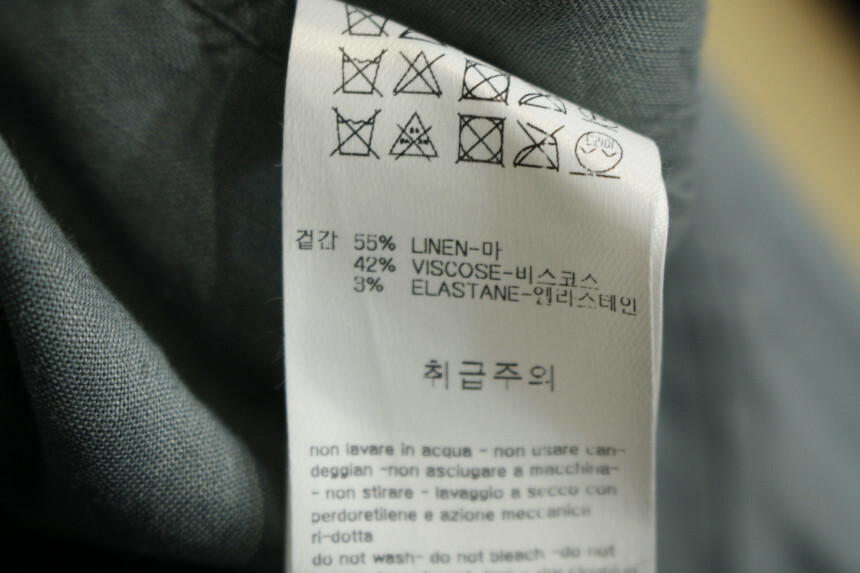 겉감 55% LINEN-마
42% VISCOSE-비스코스
3% ELASTANE-엘라스테인
취급주의
non lavare in acqua - non usare can-
deggian -non asciugare a macchina-
- non stirare - lavaggio a secco con
perdoretilene e azione meccanica
ri-dotta
do not wash- do not bleach -do not